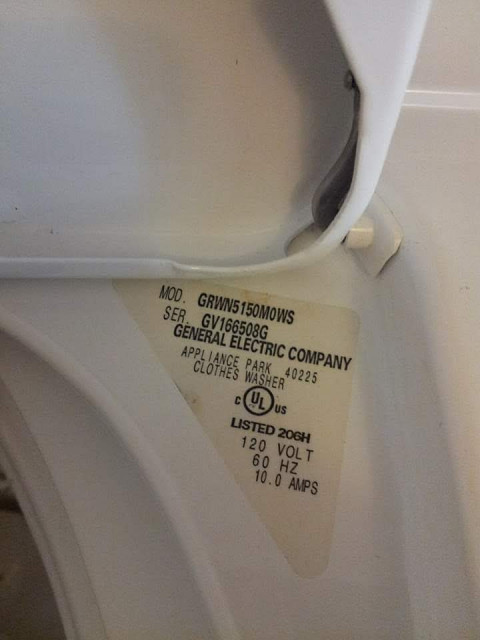 MOD. GRWN5150M0WS
SER. GV166508G
GENERAL ELECTRIC COMPANY
APPLIANCE PARK 40225
CLOTHES WASHER
C UL US
LISTED 206H
120 VOLT
60 HZ
10.0 AMPS